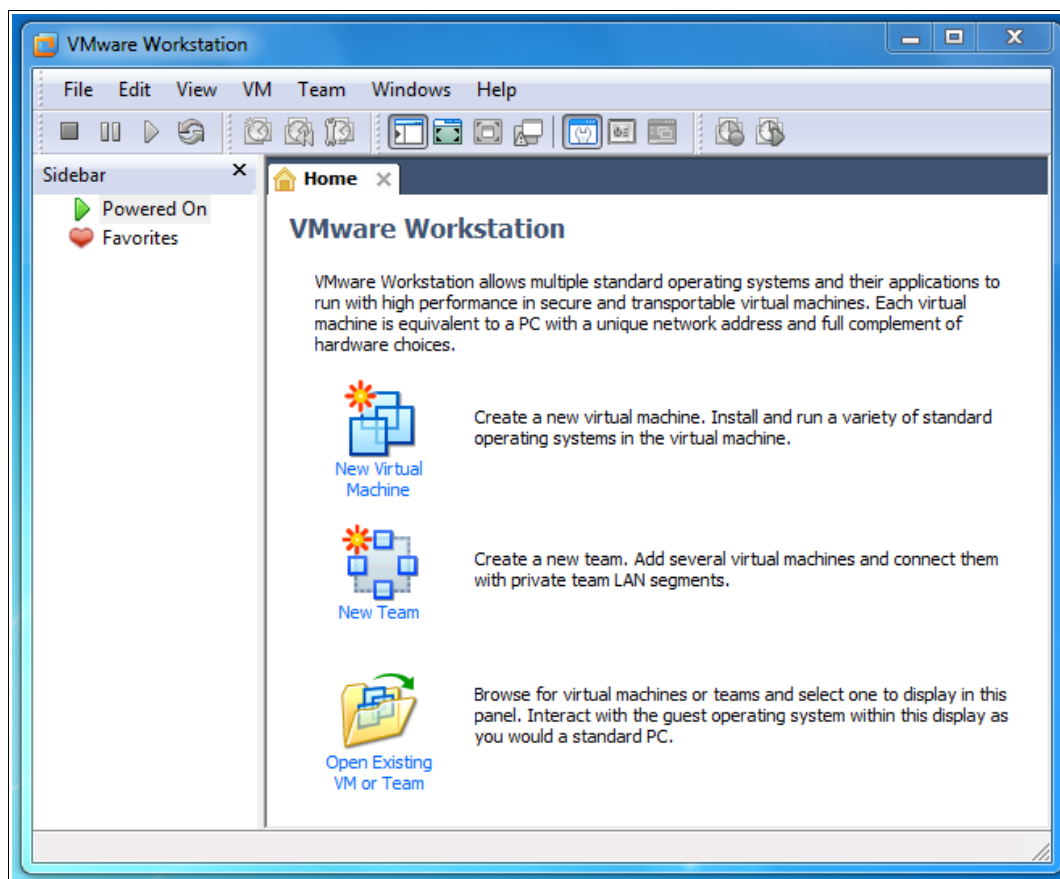 VMware Workstation
File Edit View VM Team Windows Help
Sidebar
Powered On
Favorites
Home
VMware Workstation
VMware Workstation allows multiple standard operating systems and their applications to
run with high performance in secure and transportable virtual machines. Each virtual
machine is equivalent to a PC with a unique network address and full complement of
hardware choices.
New Virtual
Machine
Create a new virtual machine. Install and run a variety of standard
operating systems in the virtual machine.
New Team
Create a new team. Add several virtual machines and connect them
with private team LAN segments.
Open Existing
VM or Team
Browse for virtual machines or teams and select one to display in this
panel. Interact with the guest operating system within this display as
you would a standard PC.